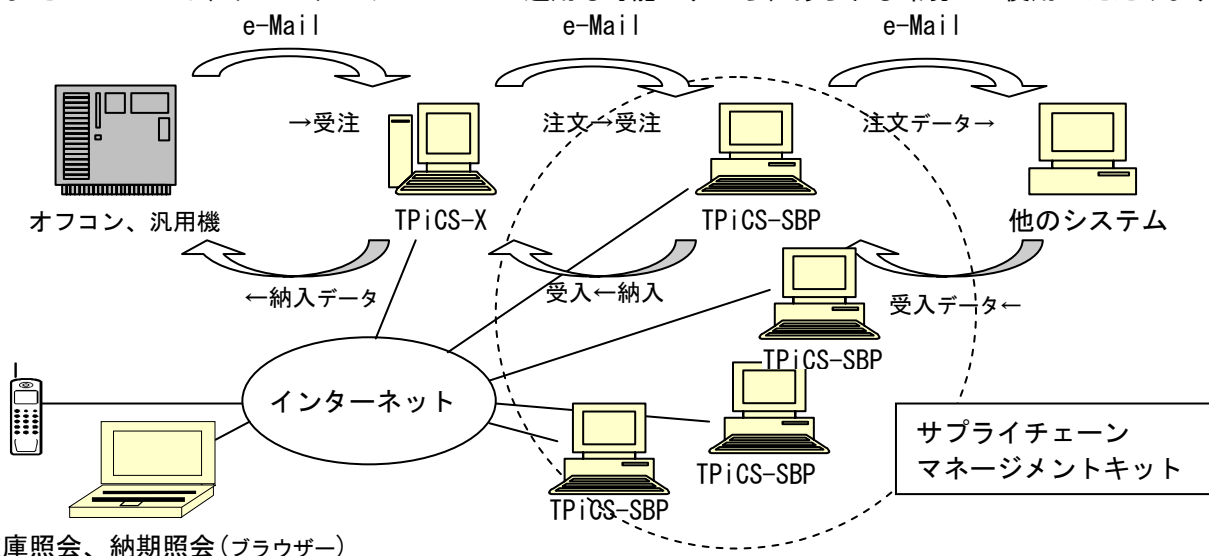 e-Mail
e-Mail
e-Mail
→受注
注文→受注
注文データ→
オフコン、汎用機
TPiCS-X
TPiCS-SBP
他のシステム
←納入データ
受入←納入
受入データ←
TPiCS-SBP
インターネット
TPiCS-SBP
TPiCS-SBP
サプライチェーン
マネージメントキット
庫照会、納期照会(ブラウザー)